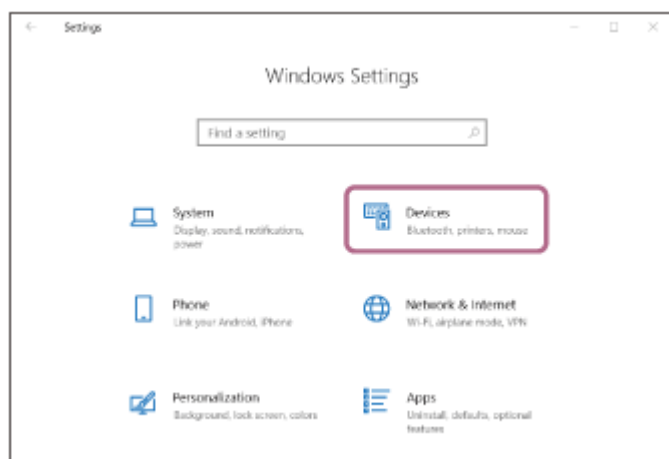 Settings
Windows Settings
Find a setting
System
Display, sound, notifications,
power
Devices
Bluetooth, printers, mouse
Phone
Link your Android, iPhone
Network & Internet
Wi-Fi, airplane mode, VPN
Personalization
Background, lock screen, colors
Apps
Uninstall, defaults, optional
features